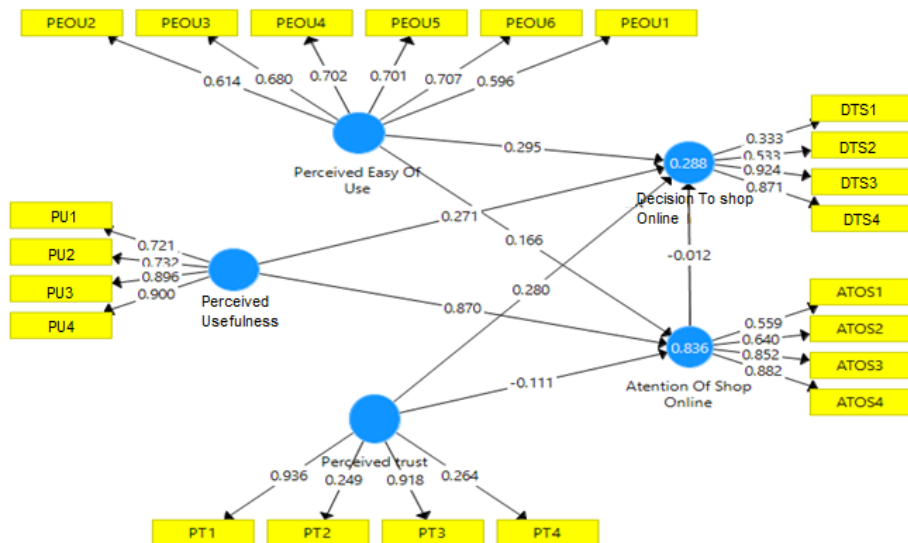 PEOU2 PEOU3 PEOU4 PEOU5 PEOU6 PEOU1
0.614 0.680 0.702 0.701 0.707 0.596
Perceived Easy Of
Use
0.295
0.271
0.166
0.280
0.870
-0.111
-0.012
0.288
Decision To shop
Online
0.333
0.533
0.924
0.871
DTS1
DTS2
DTS3
DTS4
PU1
PU2
PU3
PU4
0.721
0.732
0.896
0.900
Perceived
Usefulness
0.836
Atention Of Shop
Online
0.559
0.640
0.852
0.882
ATOS1
ATOS2
ATOS3
ATOS4
Perceived trust
0.936 0.249 0.918 0.264
PT1 PT2 PT3 PT4